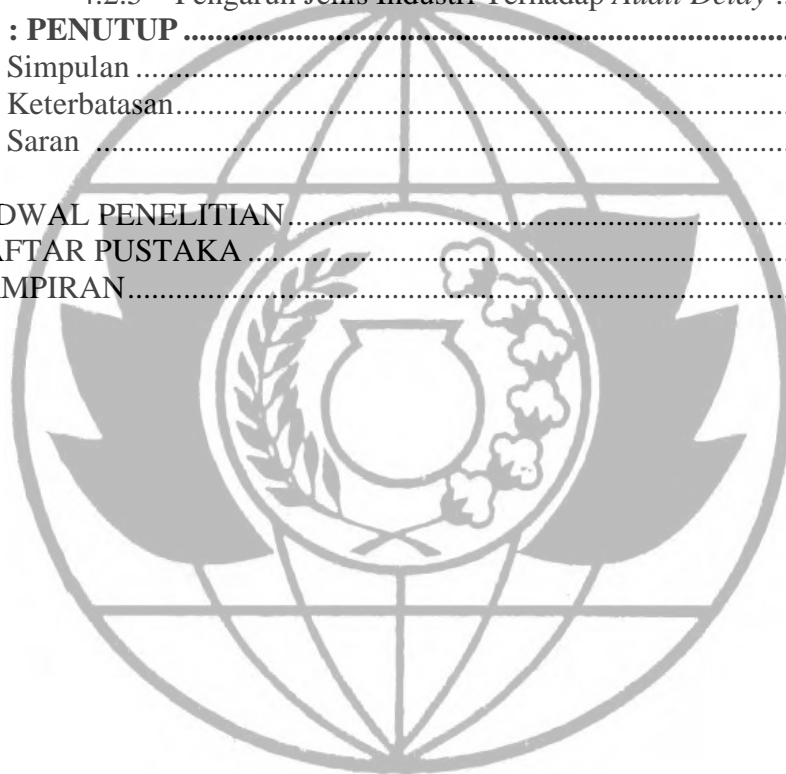 4.2.3 Pengaruh Jenis Industri Terhadap Audit Delay ..
: PENUTUP ........................................................................
Simpulan ........................................................................
Keterbatasan........................................................................
Saran ........................................................................
DWAL PENELITIAN........................................................
AFTAR PUSTAKA ........................................................
MPIRAN........................................................................